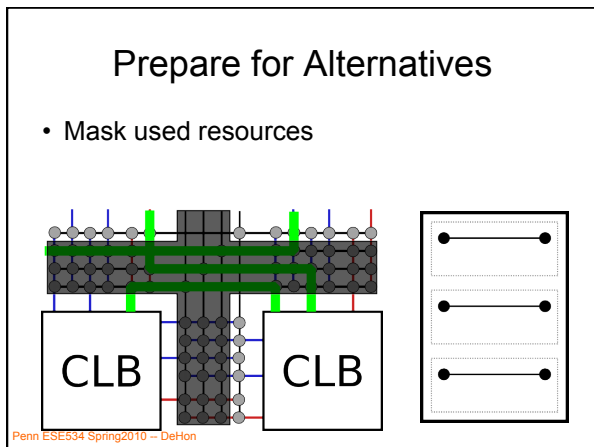 Prepare for Alternatives
• Mask used resources
CLB
CLB
Penn ESE534 Spring2010 -- DeHon